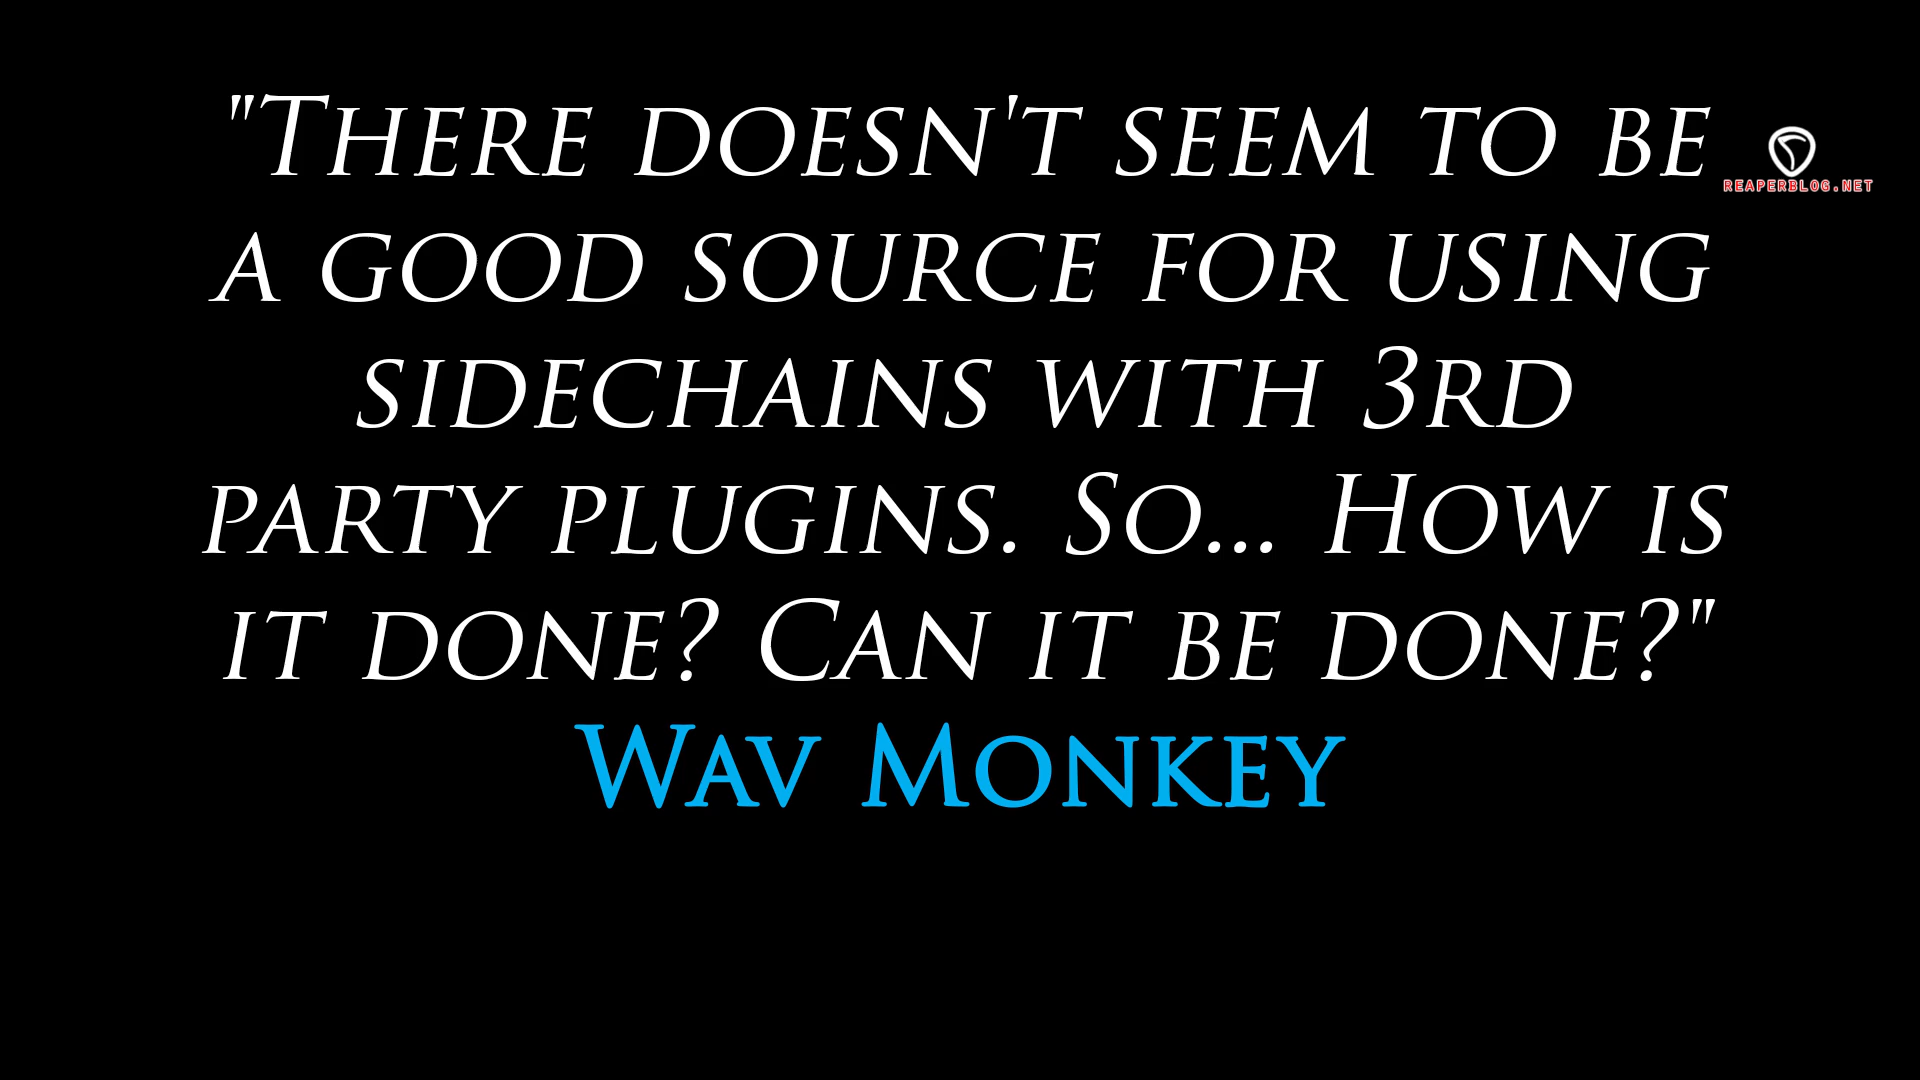 "There doesn't seem to be
a good source for using
sidechains with 3rd
party plugins. So... How is
it done? Can it be done?"
Wav Monkey
REAPERBLOG.NET